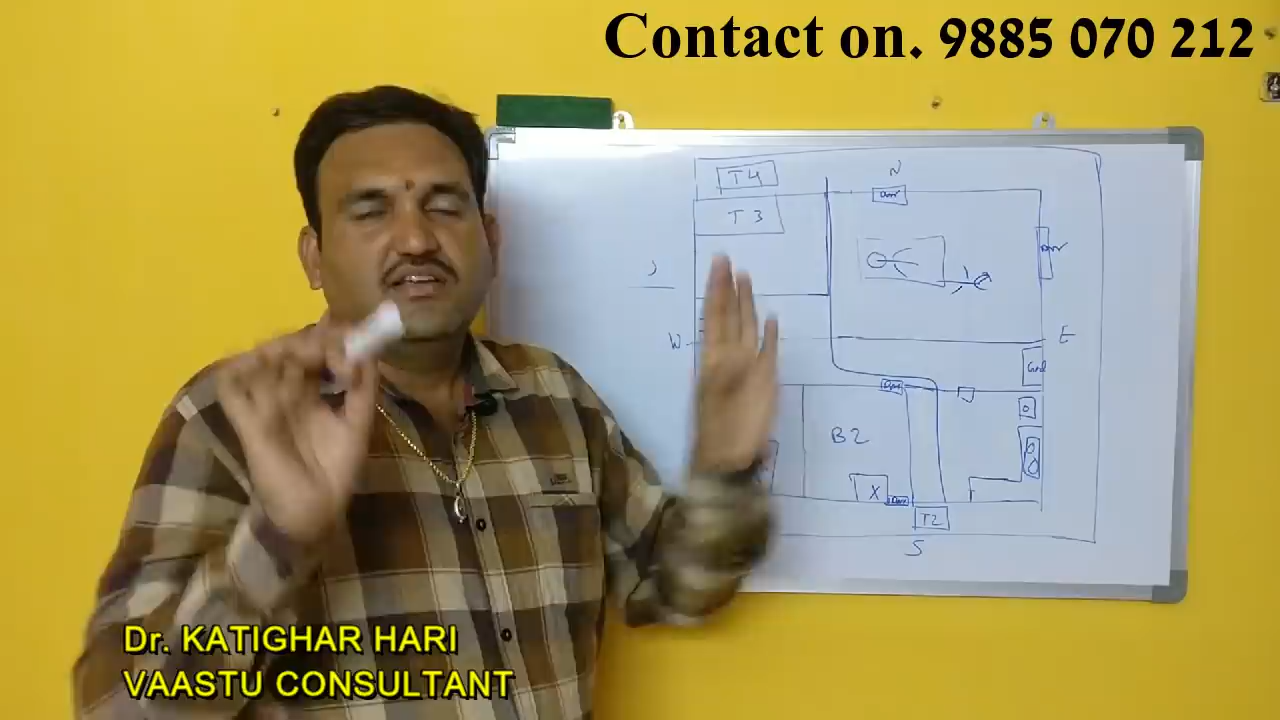 Contact on. 9885 070 212
T4
N
T3
W
E
B2
X
T2
S
Dr. KATIGHAR HARI
VAASTU CONSULTANT